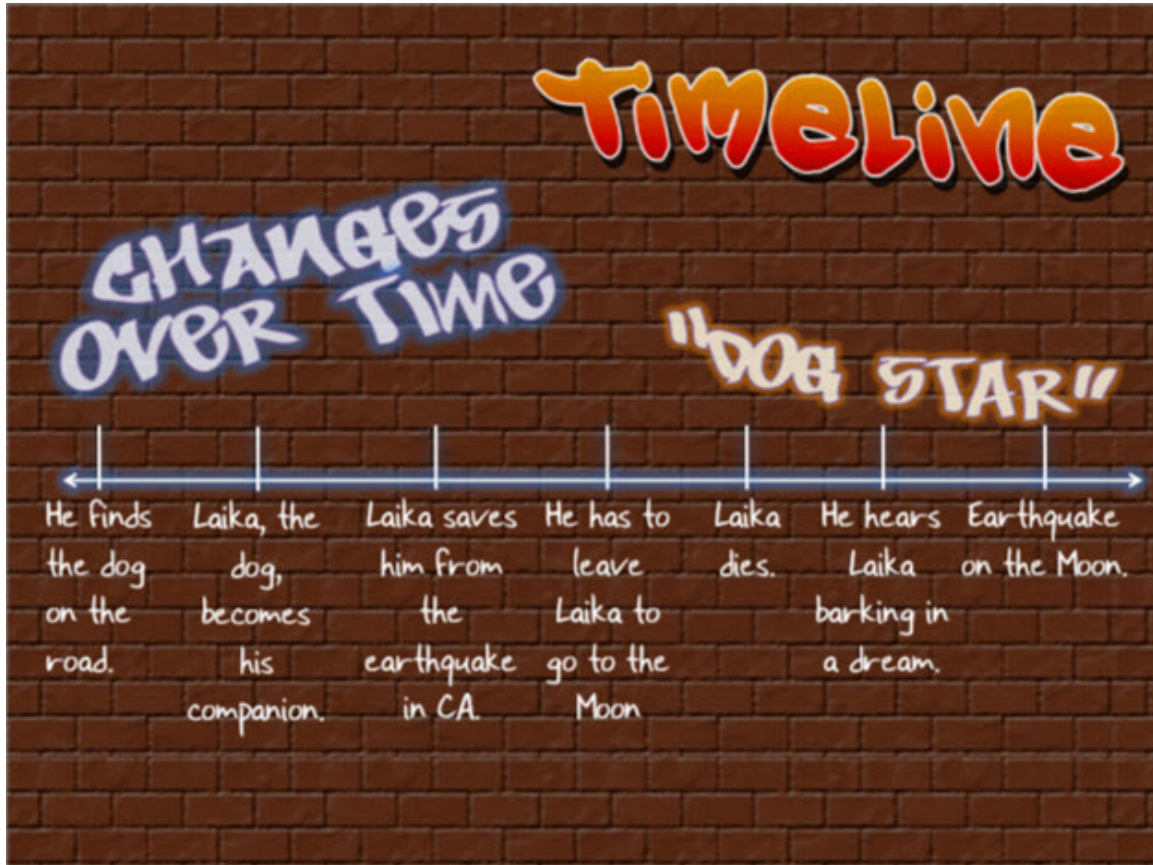 Timeline
CHANGES
OVER TIME
"DOG STAR"
He finds
the dog
on the
road.
Laika, the
dog,
becomes
his
companion.
Laika saves
him from
the
earthquake
in CA.
He has to
leave
Laika to
go to the
Moon
Laika
dies.
He hears
Laika
barking in
a dream.
Earthquake
on the Moon.